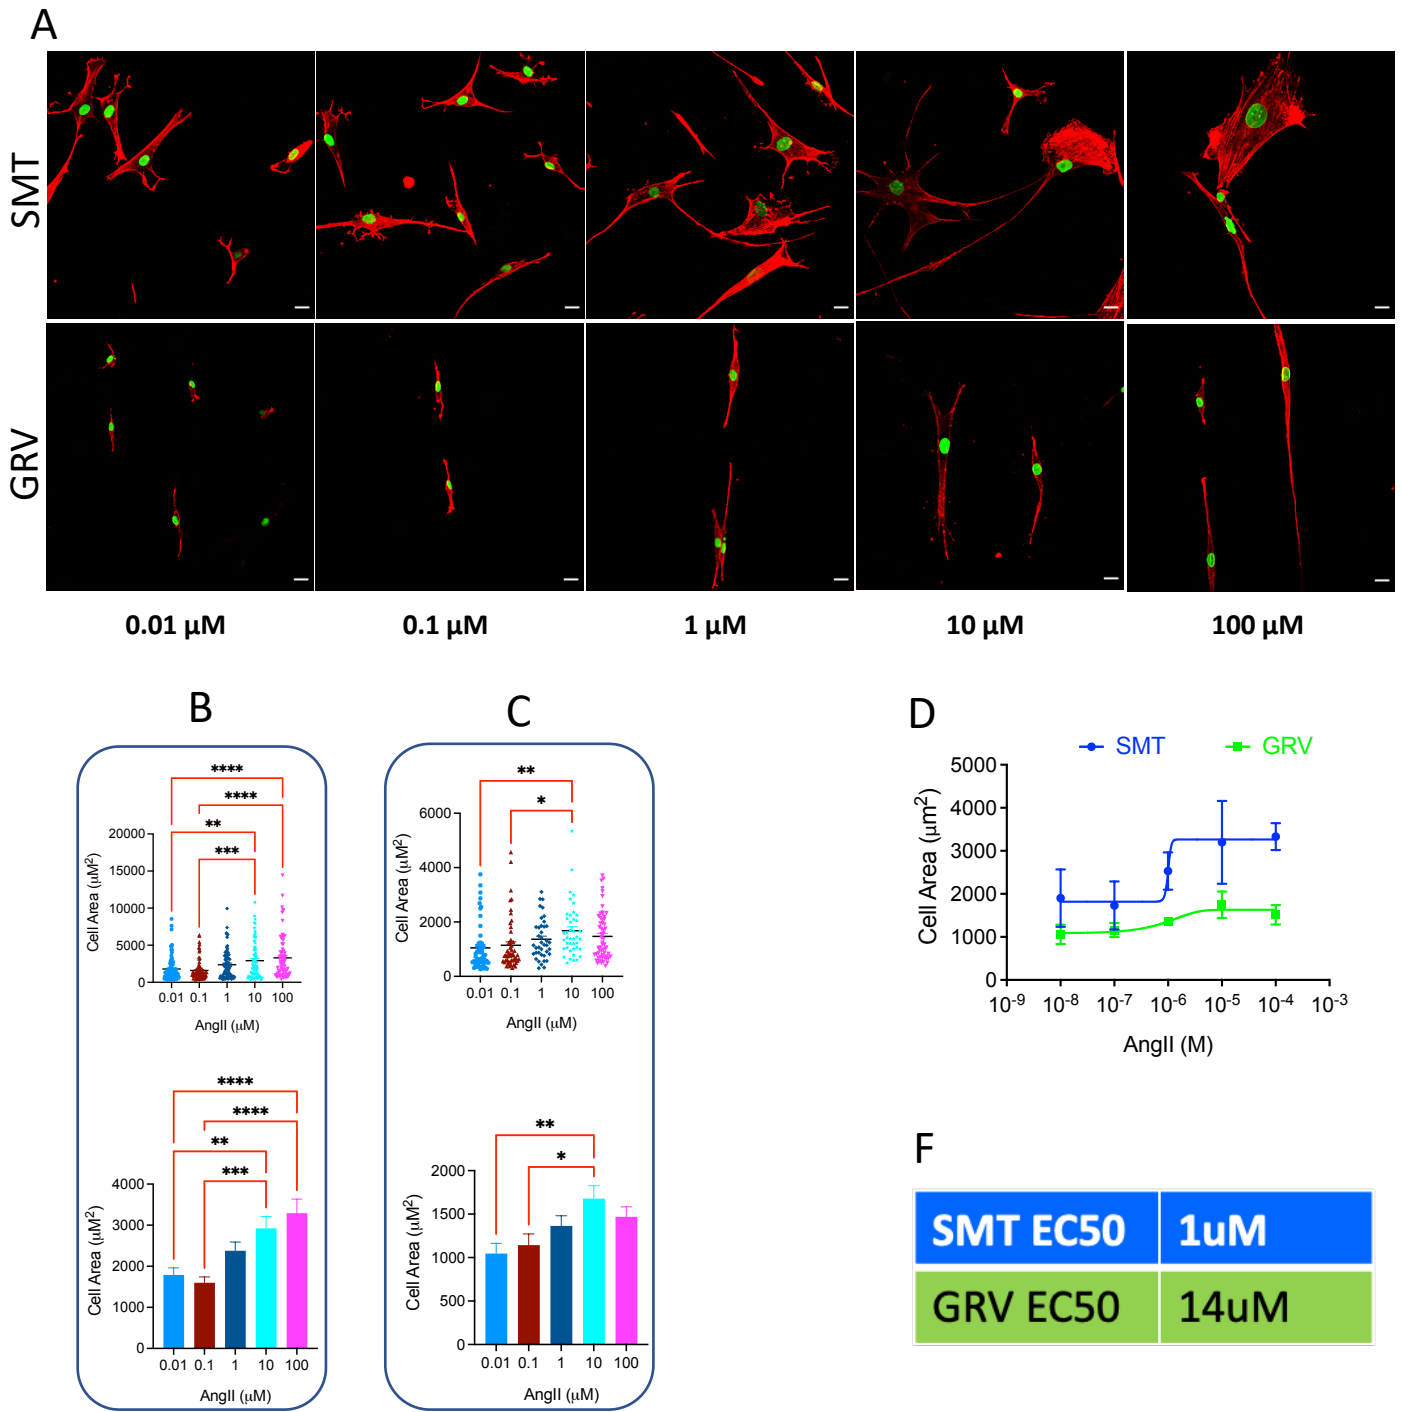 A
SMT
GRV
0.01 µM
0.1 µM
1 µM
10 µM
100 µM
B
****
****
**
***
20000
15000
10000
5000
0
Cell Area (µM²)
0.01 0.1 1 10 100
AngII (µM)
****
****
**
***
4000
3000
2000
1000
0
Cell Area (µM²)
0.01 0.1 1 10 100
AngII (µM)
C
**
*
6000
4000
2000
0
Cell Area (µM²)
0.01 0.1 1 10 100
AngII (µM)
**
*
2000
1500
1000
500
0
Cell Area (µM²)
0.01 0.1 1 10 100
AngII (µM)
D
SMT GRV
5000
4000
3000
2000
1000
0
Cell Area (µm²)
10⁻⁹ 10⁻⁸ 10⁻⁷ 10⁻⁶ 10⁻⁵ 10⁻⁴ 10⁻³
AngII (M)
F
SMT EC50 1uM
GRV EC50 14uM